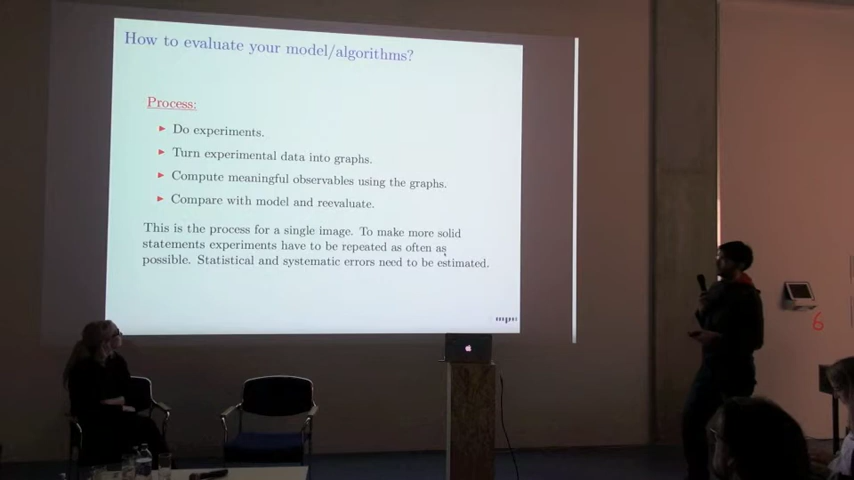 How to evaluate your model/algorithms?
Process:
Do experiments.
Turn experimental data into graphs.
Compute meaningful observables using the graphs.
Compare with model and reevaluate.
This is the process for a single image. To make more solid
statements experiments have to be repeated as often as
possible. Statistical and systematic errors need to be estimated.
6